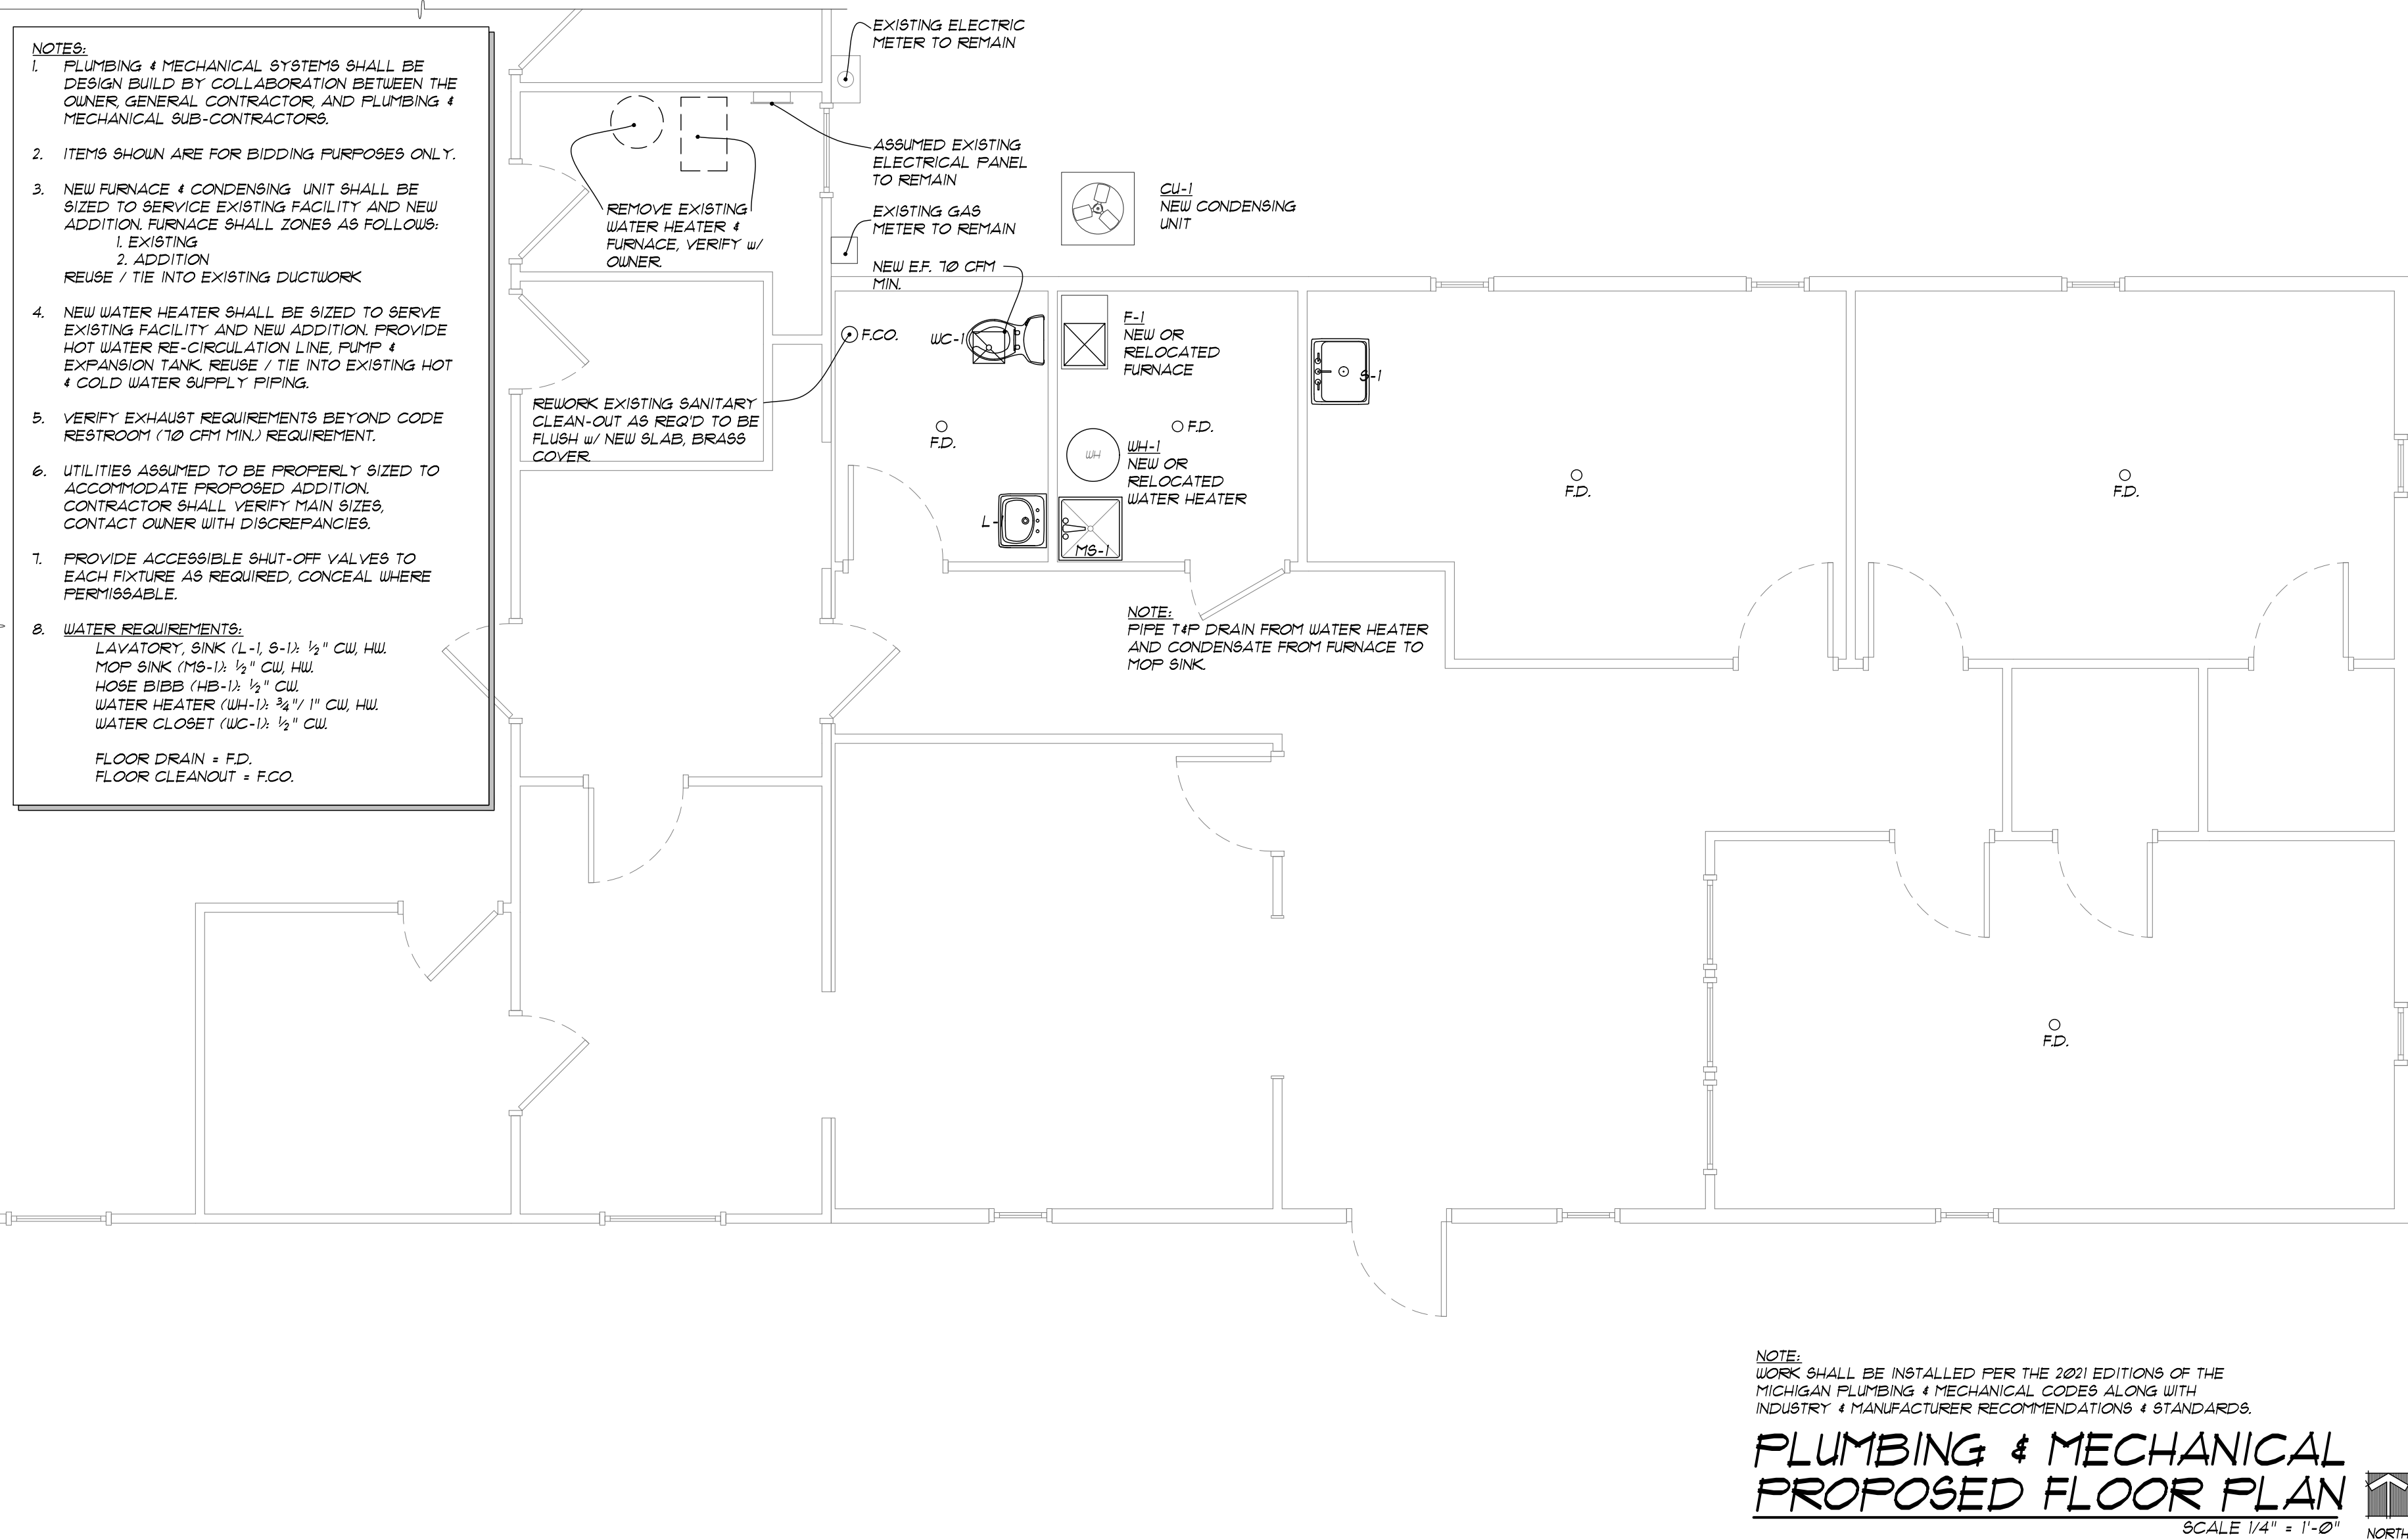 NOTES:
1. PLUMBING & MECHANICAL SYSTEMS SHALL BE
DESIGN BUILD BY COLLABORATION BETWEEN THE
OWNER, GENERAL CONTRACTOR, AND PLUMBING &
MECHANICAL SUB-CONTRACTORS.
2. ITEMS SHOWN ARE FOR BIDDING PURPOSES ONLY.
3. NEW FURNACE & CONDENSING UNIT SHALL BE
SIZED TO SERVICE EXISTING FACILITY AND NEW
ADDITION. FURNACE SHALL ZONES AS FOLLOWS:
1. EXISTING
2. ADDITION
REUSE / TIE INTO EXISTING DUCTWORK
4. NEW WATER HEATER SHALL BE SIZED TO SERVE
EXISTING FACILITY AND NEW ADDITION. PROVIDE
HOT WATER RE-CIRCULATION LINE, PUMP &
EXPANSION TANK. REUSE / TIE INTO EXISTING HOT
& COLD WATER SUPPLY PIPING.
5. VERIFY EXHAUST REQUIREMENTS BEYOND CODE
RESTROOM (70 CFM MIN.) REQUIREMENT.
6. UTILITIES ASSUMED TO BE PROPERLY SIZED TO
ACCOMMODATE PROPOSED ADDITION.
CONTRACTOR SHALL VERIFY MAIN SIZES,
CONTACT OWNER WITH DISCREPANCIES.
7. PROVIDE ACCESSIBLE SHUT-OFF VALVES TO
EACH FIXTURE AS REQUIRED, CONCEAL WHERE
PERMISSABLE.
8. WATER REQUIREMENTS:
LAVATORY, SINK (L-1, S-1): 1/2" CW, HW.
MOP SINK (MS-1): 1/2" CW, HW.
HOSE BIBB (HB-1): 1/2" CW.
WATER HEATER (WH-1): 3/4"/ 1" CW, HW.
WATER CLOSET (WC-1): 1/2" CW.
FLOOR DRAIN = F.D.
FLOOR CLEANOUT = F.CO.
EXISTING ELECTRIC
METER TO REMAIN
ASSUMED EXISTING
ELECTRICAL PANEL
TO REMAIN
REMOVE EXISTING
WATER HEATER &
FURNACE, VERIFY w/
OWNER.
EXISTING GAS
METER TO REMAIN
CU-1
NEW CONDENSING
UNIT
NEW E.F. 70 CFM
MIN.
F.CO.
WC-1
F-1
NEW OR
RELOCATED
FURNACE
S-1
REWORK EXISTING SANITARY
CLEAN-OUT AS REQ'D TO BE
FLUSH w/ NEW SLAB, BRASS
COVER.
F.D.
F.D.
WH
WH-1
NEW OR
RELOCATED
WATER HEATER
L-1
MS-1
F.D.
F.D.
NOTE:
PIPE T&P DRAIN FROM WATER HEATER
AND CONDENSATE FROM FURNACE TO
MOP SINK.
F.D.
NOTE:
WORK SHALL BE INSTALLED PER THE 2021 EDITIONS OF THE
MICHIGAN PLUMBING & MECHANICAL CODES ALONG WITH
INDUSTRY & MANUFACTURER RECOMMENDATIONS & STANDARDS.
PLUMBING & MECHANICAL
PROPOSED FLOOR PLAN
SCALE 1/4" = 1'-0"
NORTH